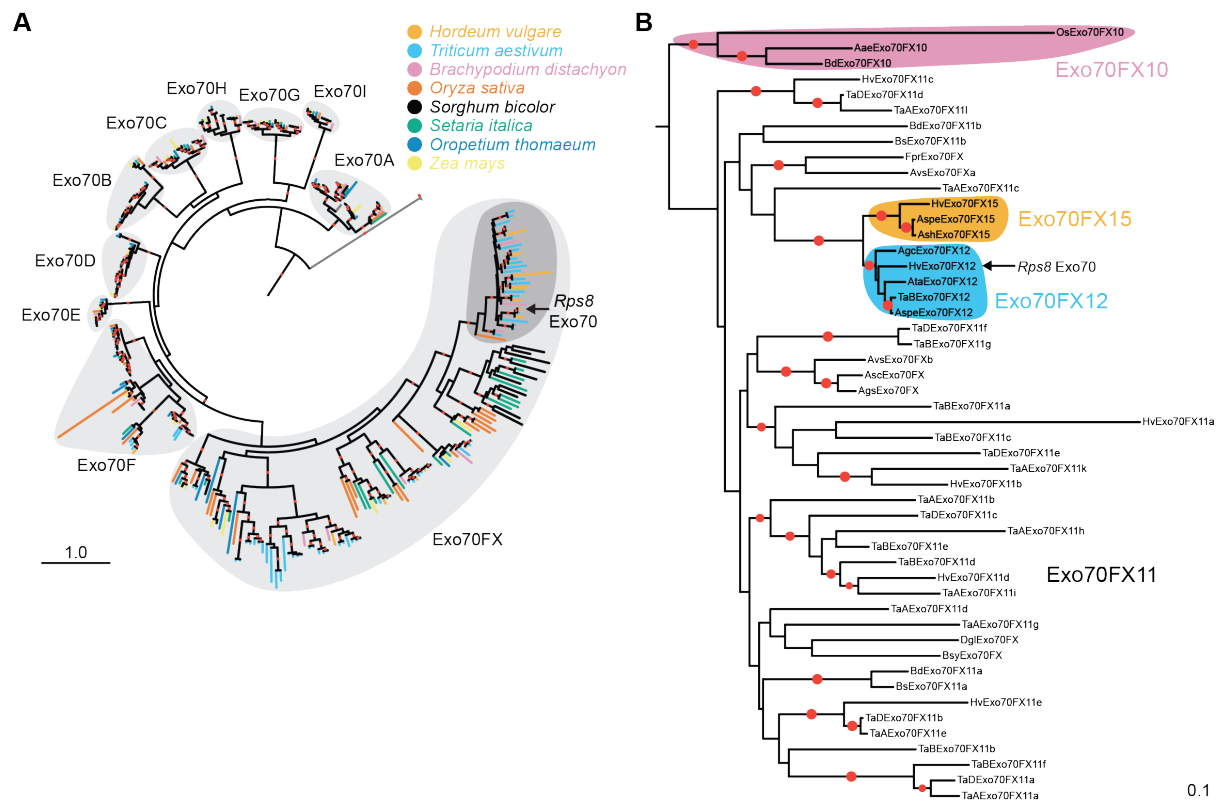 A
Hordeum vulgare
Triticum aestivum
Brachypodium distachyon
Oryza sativa
Sorghum bicolor
Setaria italica
Oropetium thomaeum
Zea mays
Exo70H
Exo70G
Exo70I
Exo70C
Exo70A
Exo70B
Exo70D
Exo70E
Exo70F
Rps8
Exo70
Exo70FX
1.0
B
OsExo70FX10
AaeExo70FX10
BdExo70FX10
Exo70FX10
HvExo70FX11c
TaDExo70FX11d
TaAExo70FX11l
BdExo70FX11b
BsExo70FX11b
FprExo70FX
AvsExo70FXa
TaAExo70FX11c
HvExo70FX15
AspeExo70FX15
Exo70FX15
AshExo70FX15
AgcExo70FX12
HvExo70FX12
Rps8 Exo70
AtaExo70FX12
TaBExo70FX12
Exo70FX12
AspeExo70FX12
TaDExo70FX11f
TaBExo70FX11g
AvsExo70FXb
AscExo70FX
AgsExo70FX
TaBExo70FX11a
HvExo70FX11a
TaBExo70FX11c
TaDExo70FX11e
TaAExo70FX11k
HvExo70FX11b
TaAExo70FX11b
TaDExo70FX11c
TaAExo70FX11h
TaBExo70FX11e
TaBExo70FX11d
Exo70FX11
HvExo70FX11d
TaAExo70FX11i
TaAExo70FX11d
TaAExo70FX11g
DglExo70FX
BsyExo70FX
BdExo70FX11a
BsExo70FX11a
HvExo70FX11e
TaDExo70FX11b
TaAExo70FX11e
TaBExo70FX11b
TaBExo70FX11f
TaDExo70FX11a
TaAExo70FX11a
0.1